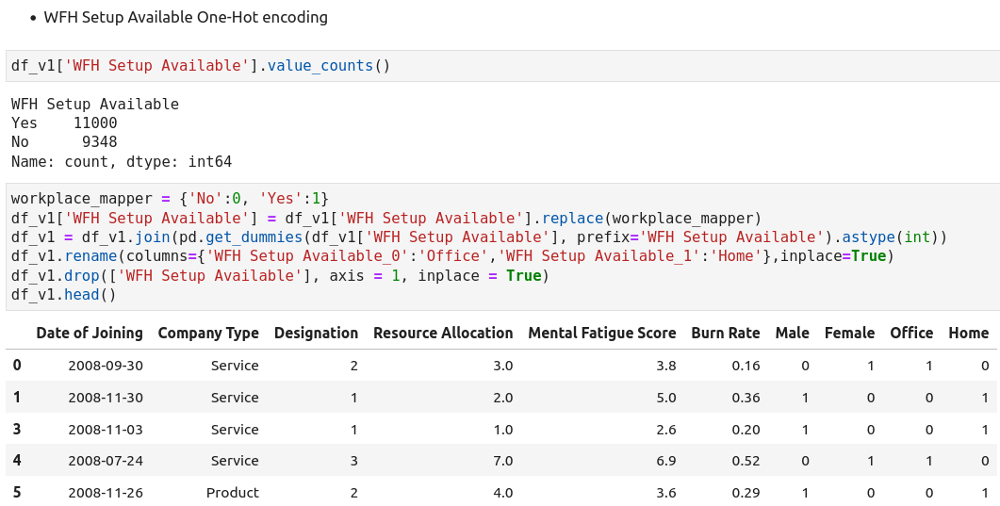 • WFH Setup Available One-Hot encoding
df_v1['WFH Setup Available'].value_counts()
WFH Setup Available
Yes    11000
No      9348
Name: count, dtype: int64
workplace_mapper = {'No':0, 'Yes':1}
df_v1['WFH Setup Available'] = df_v1['WFH Setup Available'].replace(workplace_mapper)
df_v1 = df_v1.join(pd.get_dummies(df_v1['WFH Setup Available'], prefix='WFH Setup Available').astype(int))
df_v1.rename(columns={'WFH Setup Available_0':'Office','WFH Setup Available_1':'Home'},inplace=True)
df_v1.drop(['WFH Setup Available'], axis = 1, inplace = True)
df_v1.head()
Date of Joining Company Type Designation Resource Allocation Mental Fatigue Score Burn Rate Male Female Office Home
0 2008-09-30 Service 2 3.0 3.8 0.16 0 1 1 0
1 2008-11-30 Service 1 2.0 5.0 0.36 1 0 0 1
3 2008-11-03 Service 1 1.0 2.6 0.20 1 0 0 1
4 2008-07-24 Service 3 7.0 6.9 0.52 0 1 1 0
5 2008-11-26 Product 2 4.0 3.6 0.29 1 0 0 1